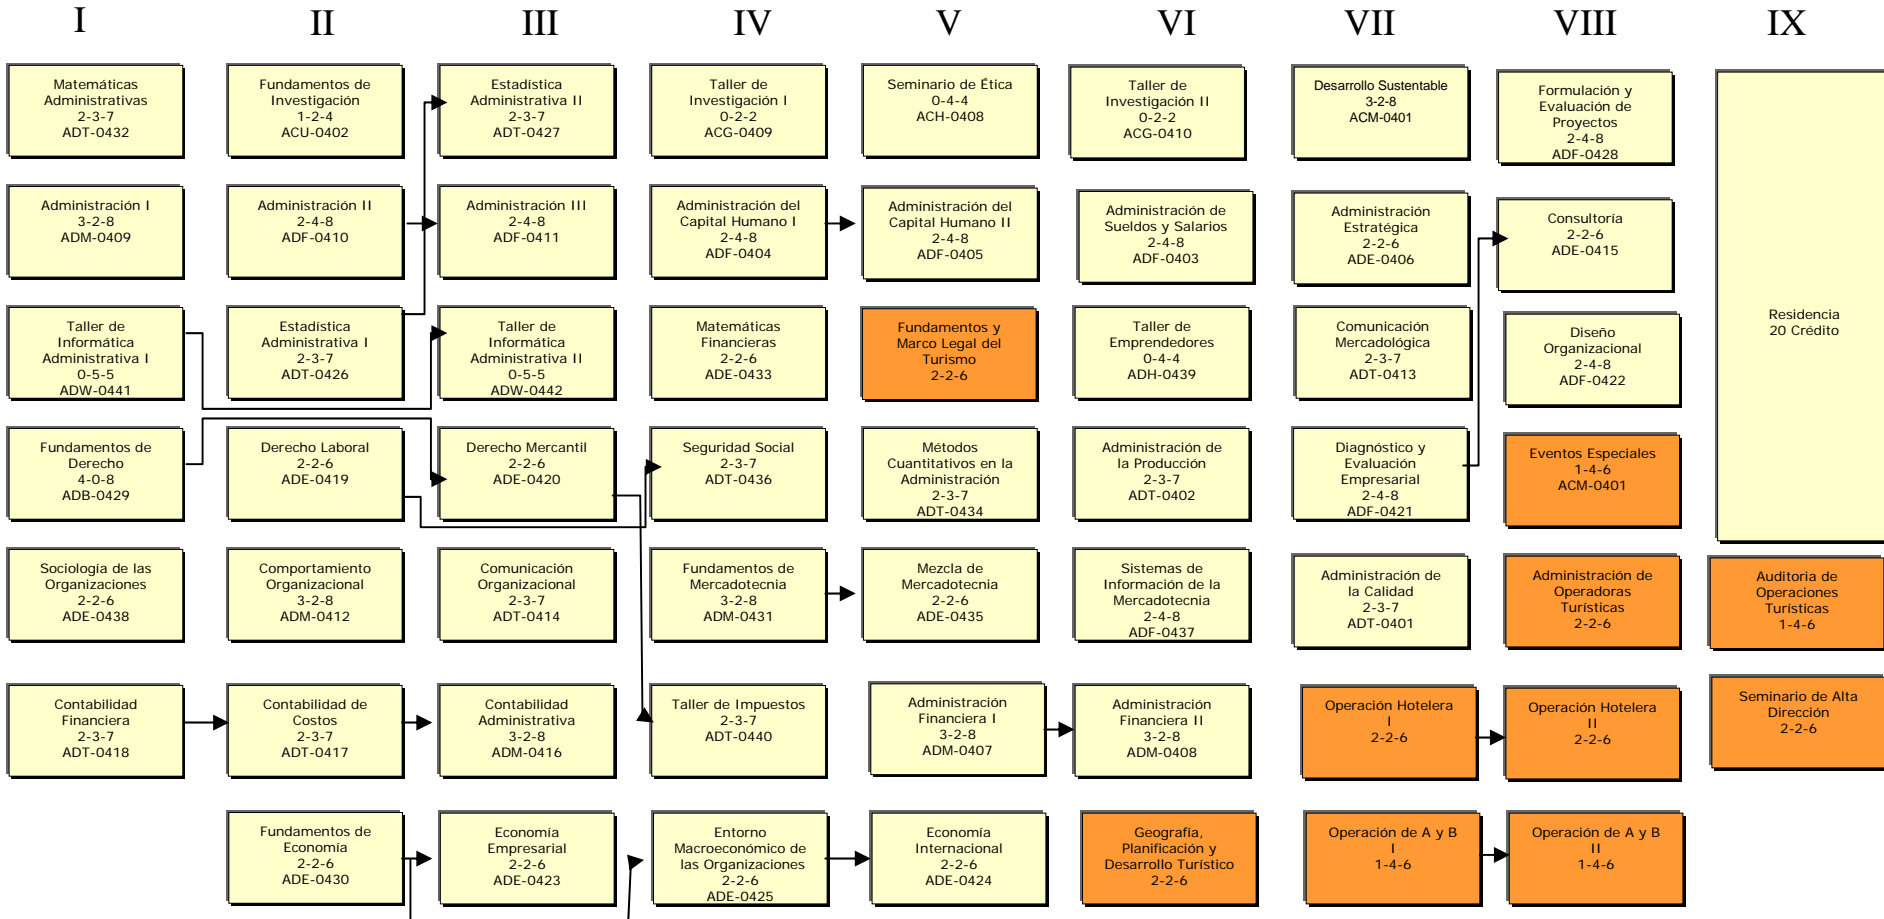 I
II
III
IV
V
VI
VII
VIII
IX
Matemáticas
Administrativas
2-3-7
ADT-0432
Fundamentos de
Investigación
1-2-4
ACU-0402
Estadística
Administrativa II
2-3-7
ADT-0427
Taller de
Investigación I
0-2-2
ACG-0409
Seminario de Ética
0-4-4
ACH-0408
Taller de
Investigación II
0-2-2
ACG-0410
Desarrollo Sustentable
3-2-8
ACM-0401
Formulación y
Evaluación de
Proyectos
2-4-8
ADF-0428
Residencia
20 Crédito
Administración I
3-2-8
ADM-0409
Administración II
2-4-8
ADF-0410
Administración III
2-4-8
ADF-0411
Administración del
Capital Humano I
2-4-8
ADF-0404
Administración del
Capital Humano II
2-4-8
ADF-0405
Administración de
Sueldos y Salarios
2-4-8
ADF-0403
Administración
Estratégica
2-2-6
ADE-0406
Consultoría
2-2-6
ADE-0415
Taller de
Informática
Administrativa I
0-5-5
ADW-0441
Estadística
Administrativa I
2-3-7
ADT-0426
Taller de
Informática
Administrativa II
0-5-5
ADW-0442
Matemáticas
Financieras
2-2-6
ADE-0433
Fundamentos y
Marco Legal del
Turismo
2-2-6
Taller de
Emprendedores
0-4-4
ADH-0439
Comunicación
Mercadológica
2-3-7
ADT-0413
Diseño
Organizacional
2-4-8
ADF-0422
Fundamentos de
Derecho
4-0-8
ADB-0429
Derecho Laboral
2-2-6
ADE-0419
Derecho Mercantil
2-2-6
ADE-0420
Seguridad Social
2-3-7
ADT-0436
Métodos
Cuantitativos en la
Administración
2-3-7
ADT-0434
Administración de
la Producción
2-3-7
ADT-0402
Diagnóstico y
Evaluación
Empresarial
2-4-8
ADF-0421
Eventos Especiales
1-4-6
ACM-0401
Sociología de las
Organizaciones
2-2-6
ADE-0438
Comportamiento
Organizacional
3-2-8
ADM-0412
Comunicación
Organizacional
2-3-7
ADT-0414
Fundamentos de
Mercadotecnia
3-2-8
ADM-0431
Mezcla de
Mercadotecnia
2-2-6
ADE-0435
Sistemas de
Información de la
Mercadotecnia
2-4-8
ADF-0437
Administración de
la Calidad
2-3-7
ADT-0401
Administración de
Operadoras
Turísticas
2-2-6
Auditoria de
Operaciones
Turísticas
1-4-6
Contabilidad
Financiera
2-3-7
ADT-0418
Contabilidad de
Costos
2-3-7
ADT-0417
Contabilidad
Administrativa
3-2-8
ADM-0416
Taller de Impuestos
2-3-7
ADT-0440
Administración
Financiera I
3-2-8
ADM-0407
Administración
Financiera II
3-2-8
ADM-0408
Operación Hotelera
I
2-2-6
Operación Hotelera
II
2-2-6
Seminario de Alta
Dirección
2-2-6
Fundamentos de
Economía
2-2-6
ADE-0430
Economía
Empresarial
2-2-6
ADE-0423
Entorno
Macroeconómico de
las Organizaciones
2-2-6
ADE-0425
Economía
Internacional
2-2-6
ADE-0424
Geografía,
Planificación y
Desarrollo Turístico
2-2-6
Operación de A y B
I
1-4-6
Operación de A y B
II
1-4-6